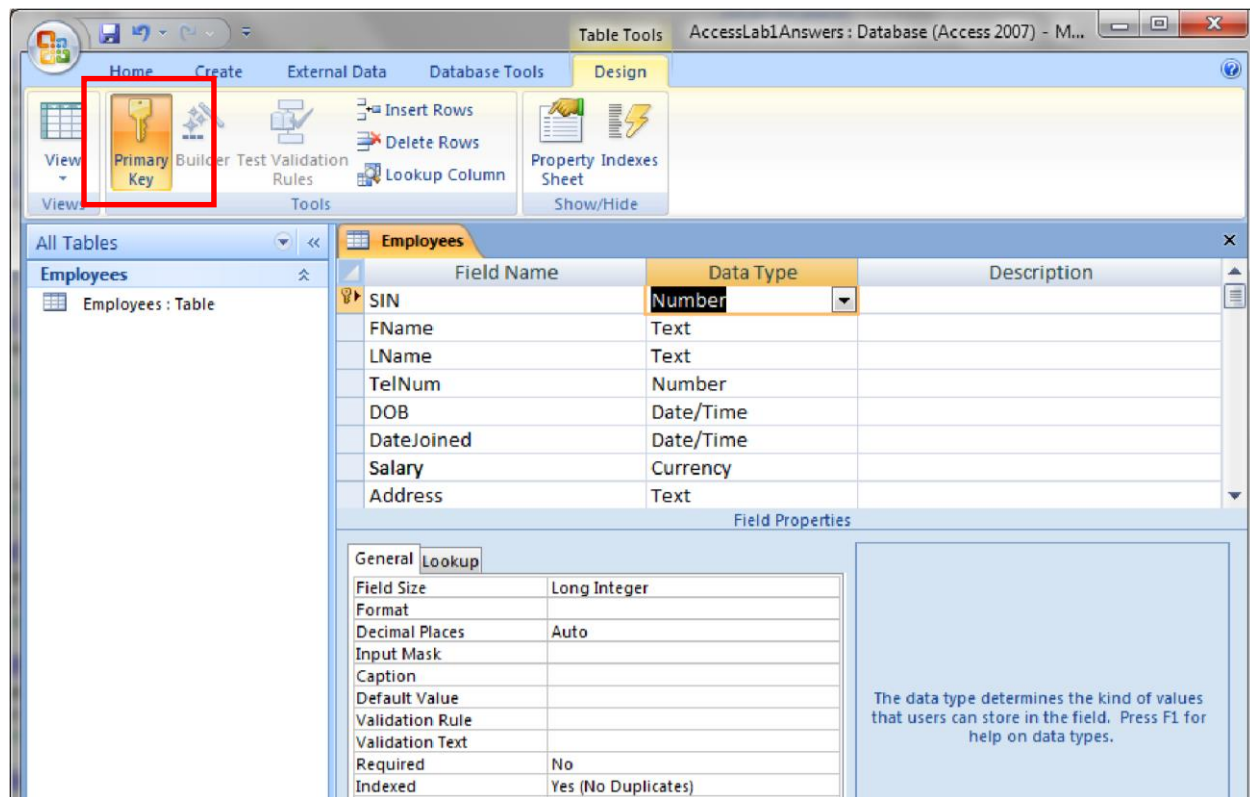 Table Tools AccessLab1Answers : Database (Access 2007) - M...
Home Create External Data Database Tools Design
View
Primary Key
Builder
Test Validation Rules
Insert Rows
Delete Rows
Lookup Column
Property Sheet
Indexes
Views Tools Show/Hide
All Tables
Employees
Employees : Table
Employees
Field Name Data Type Description
SIN Number
FName Text
LName Text
TelNum Number
DOB Date/Time
DateJoined Date/Time
Salary Currency
Address Text
Field Properties
General Lookup
Field Size Long Integer
Format
Decimal Places Auto
Input Mask
Caption
Default Value
Validation Rule
Validation Text
Required No
Indexed Yes (No Duplicates)
The data type determines the kind of values
that users can store in the field. Press F1 for
help on data types.